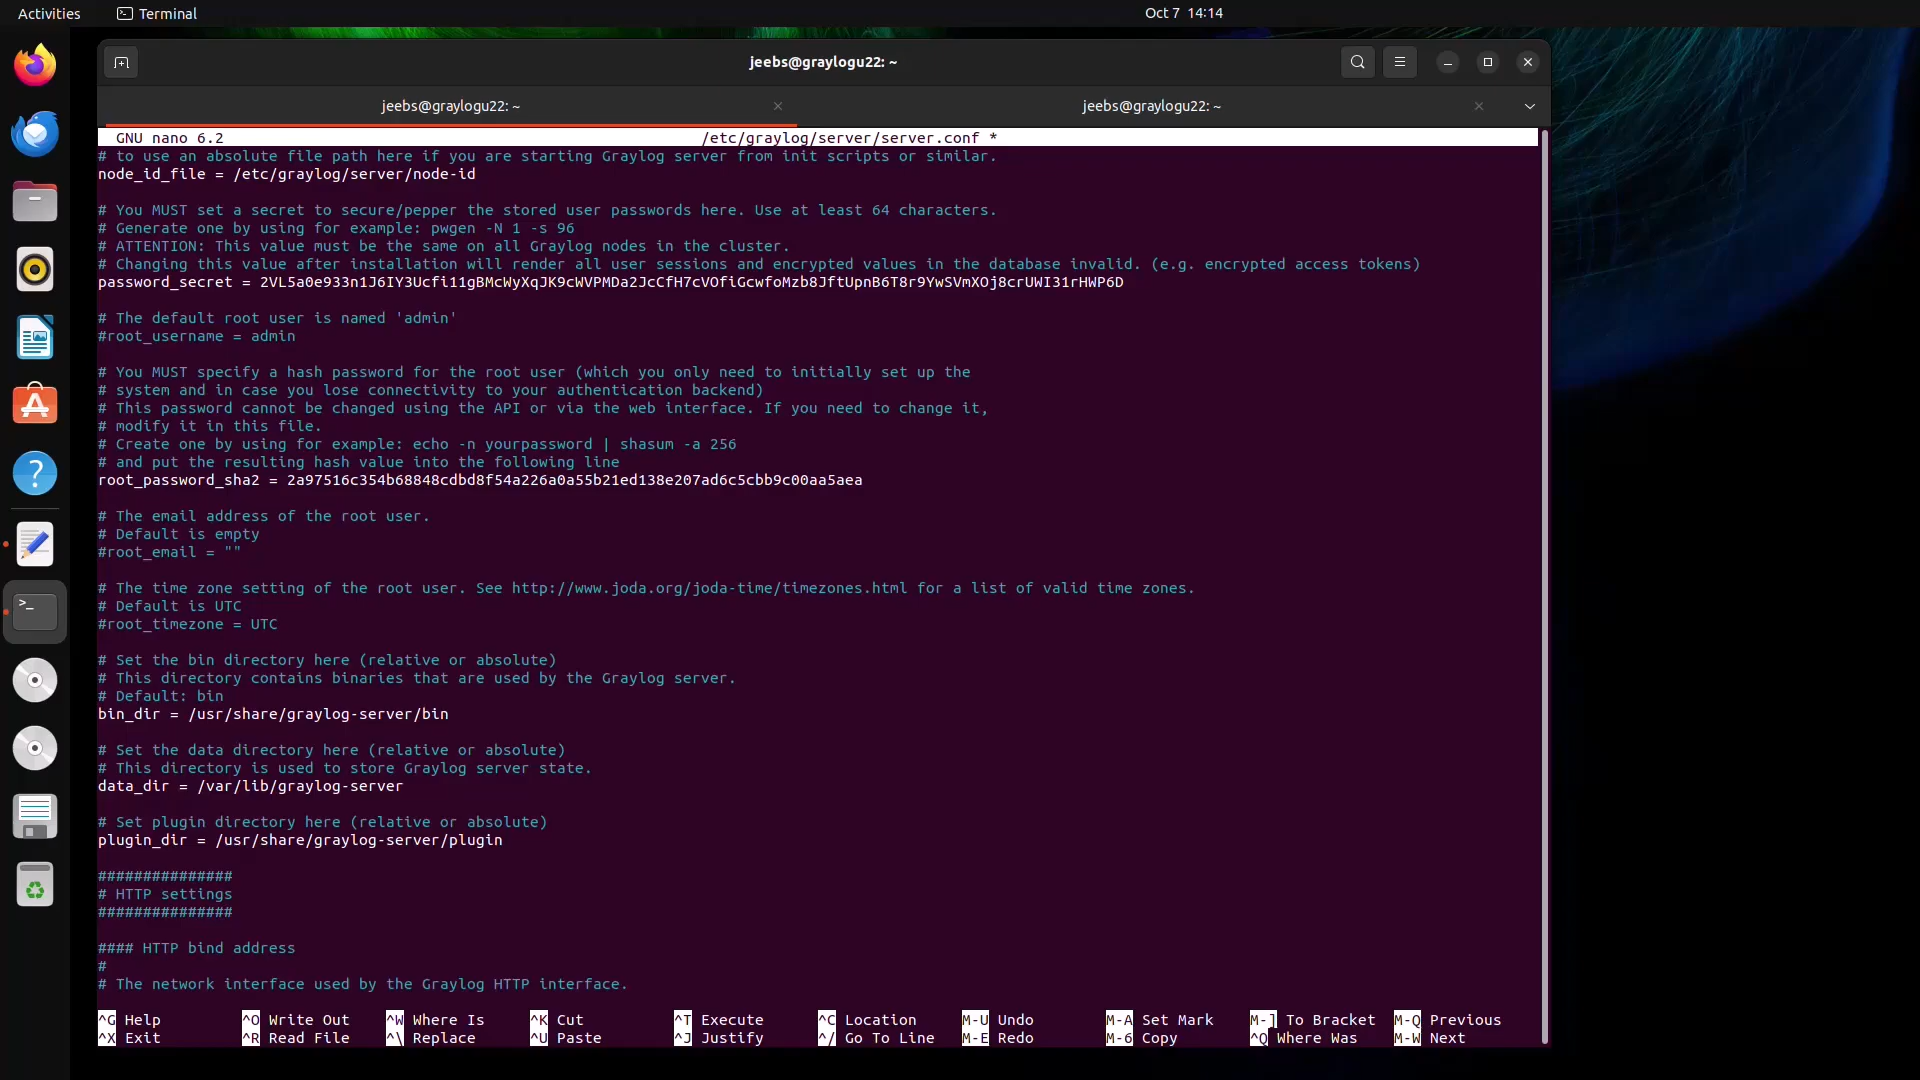 Activities
Terminal
Oct 7 14:14
jeebs@graylogu22: ~
jeebs@graylogu22: ~
jeebs@graylogu22: ~
GNU nano 6.2 /etc/graylog/server/server.conf *
# to use an absolute file path here if you are starting Graylog server from init scripts or similar.
node_id_file = /etc/graylog/server/node-id
# You MUST set a secret to secure/pepper the stored user passwords here. Use at least 64 characters.
# Generate one by using for example: pwgen -N 1 -s 96
# ATTENTION: This value must be the same on all Graylog nodes in the cluster.
# Changing this value after installation will render all user sessions and encrypted values in the database invalid. (e.g. encrypted access tokens)
password_secret = 2VL5a0e933n1J6IY3Ucfi11gBMcWyXqJK9cWVPMDa2JcCfH7cVOfiGcwfoMzb8JftUpnB6T8r9YwSVmXOj8crUWI31rHWP6D
# The default root user is named 'admin'
#root_username = admin
# You MUST specify a hash password for the root user (which you only need to initially set up the
# system and in case you lose connectivity to your authentication backend)
# This password cannot be changed using the API or via the web interface. If you need to change it,
# modify it in this file.
# Create one by using for example: echo -n yourpassword | shasum -a 256
# and put the resulting hash value into the following line
root_password_sha2 = 2a97516c354b68848cdbd8f54a226a0a55b21ed138e207ad6c5cbb9c00aa5aea
# The email address of the root user.
# Default is empty
#root_email = ""
# The time zone setting of the root user. See http://www.joda.org/joda-time/timezones.html for a list of valid time zones.
# Default is UTC
#root_timezone = UTC
# Set the bin directory here (relative or absolute)
# This directory contains binaries that are used by the Graylog server.
# Default: bin
bin_dir = /usr/share/graylog-server/bin
# Set the data directory here (relative or absolute)
# This directory is used to store Graylog server state.
data_dir = /var/lib/graylog-server
# Set plugin directory here (relative or absolute)
plugin_dir = /usr/share/graylog-server/plugin
###############
# HTTP settings
###############
#### HTTP bind address
#
# The network interface used by the Graylog HTTP interface.
^G Help ^O Write Out ^W Where Is ^K Cut ^T Execute ^C Location M-U Undo M-A Set Mark M-] To Bracket M-Q Previous
^X Exit ^R Read File ^\ Replace ^U Paste ^J Justify ^/ Go To Line M-E Redo M-6 Copy ^Q Where Was M-W Next